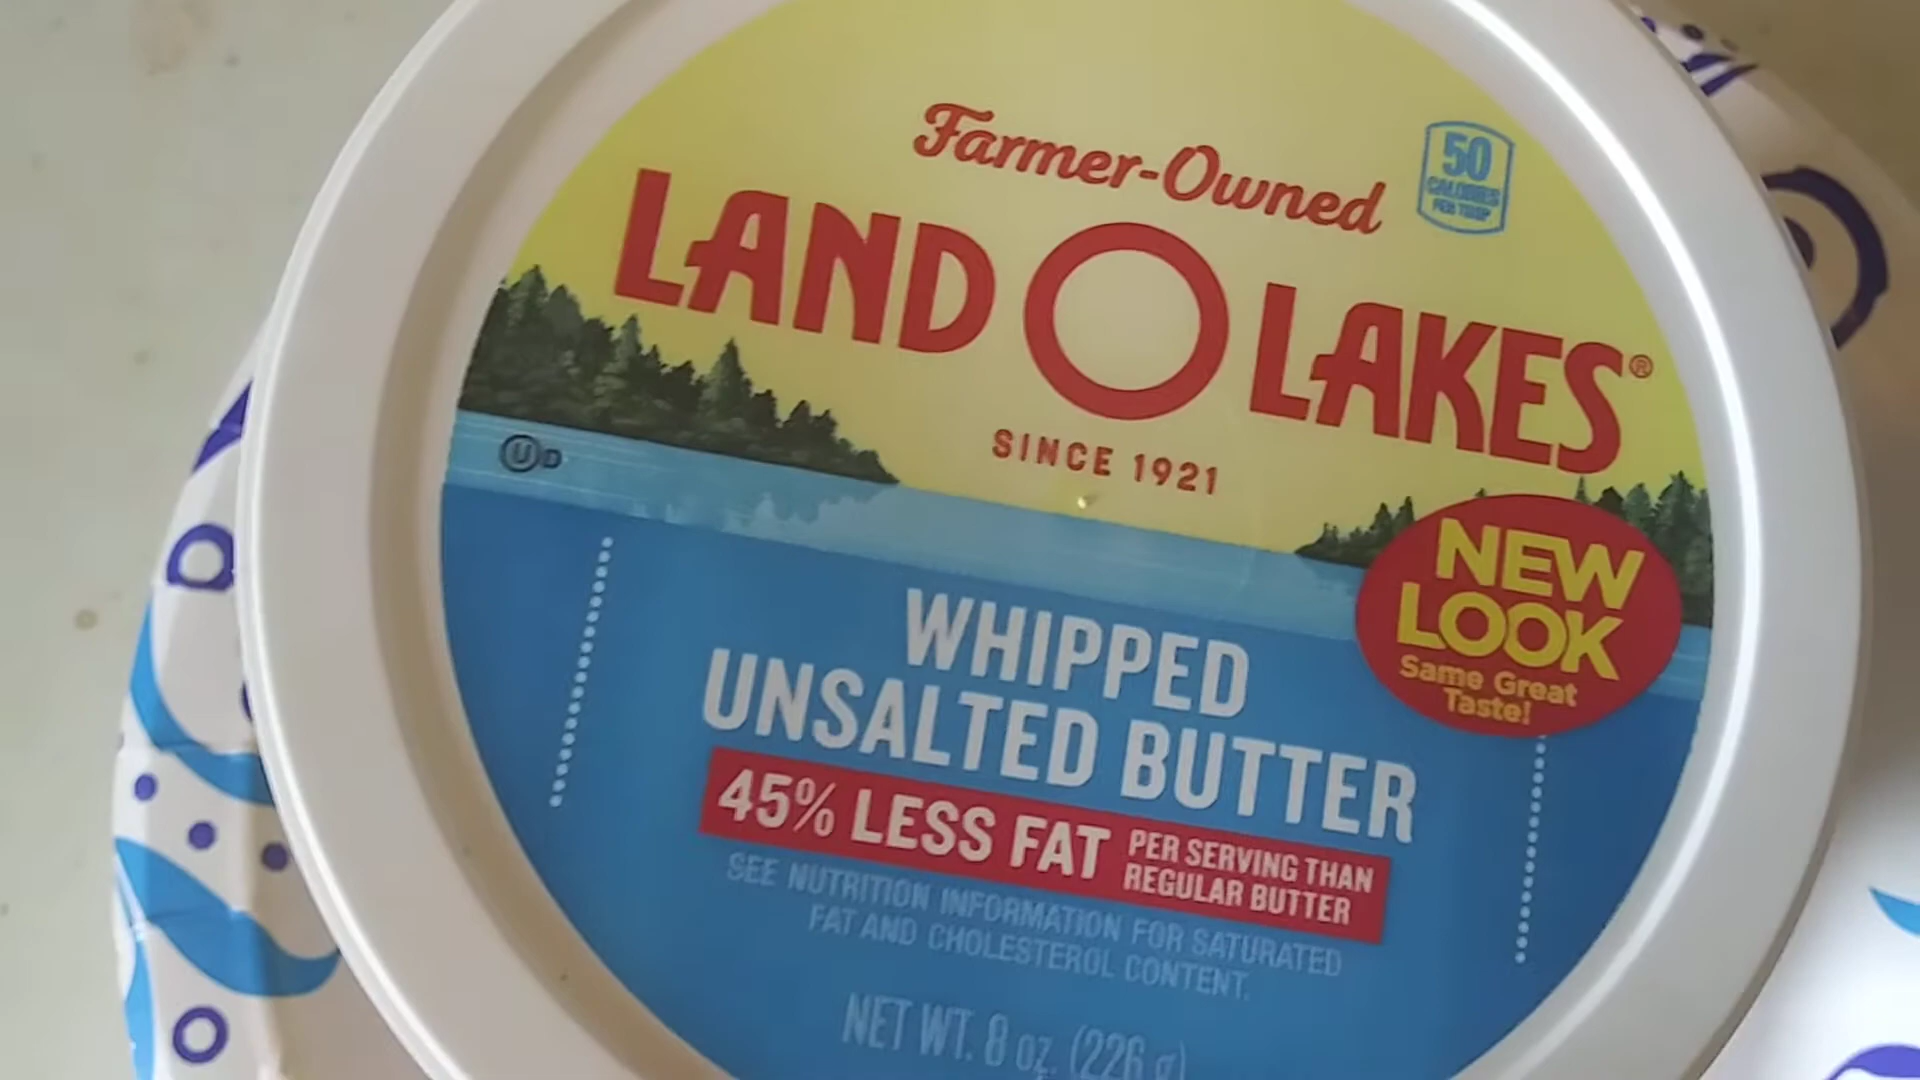 Farmer-Owned
50
CALORIES
PER TBSP
LAND O LAKES®
SINCE 1921
U D
NEW
LOOK
Same Great
Taste!
WHIPPED
UNSALTED BUTTER
45% LESS FAT PER SERVING THAN
REGULAR BUTTER
SEE NUTRITION INFORMATION FOR SATURATED
FAT AND CHOLESTEROL CONTENT.
NET WT. 8 oz. (226 g)